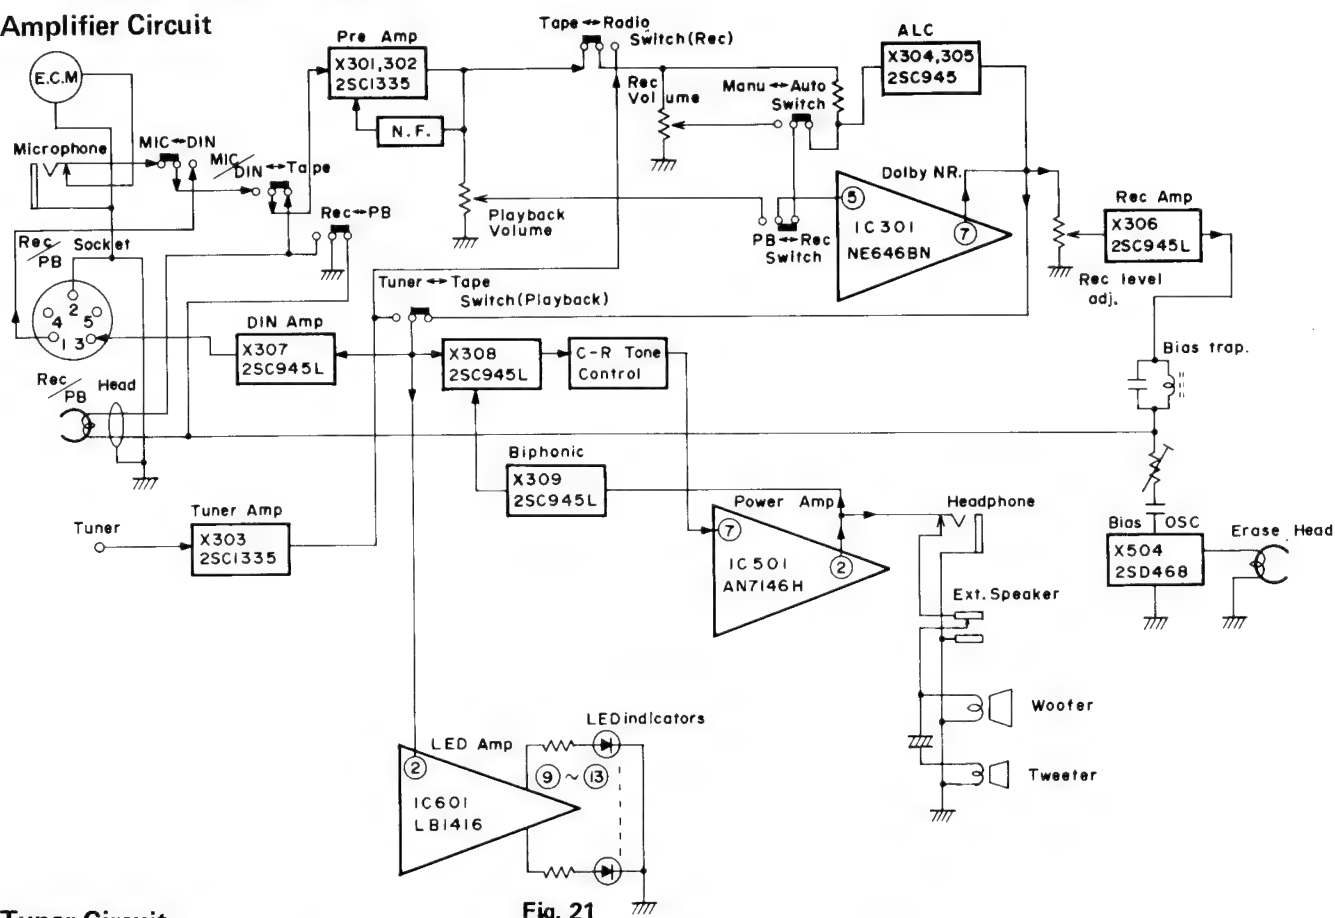 Amplifier Circuit
E.C.M
Microphone
MIC↔DIN
MIC/DIN↔Tape
Pre Amp
X301,302
2SC1335
N.F.
Tape↔Radio
Switch(Rec)
Rec
Volume
Manu↔Auto
Switch
ALC
X304,305
2SC945
Rec↔PB
Playback
Volume
PB↔Rec
Switch
Dolby NR.
5
7
IC301
NE646BN
Rec Amp
X306
2SC945L
Rec level
adj.
Rec/PB Socket
2
4 5
1 3
DIN Amp
X307
2SC945L
Tuner↔Tape
Switch(Playback)
X308
2SC945L
C-R Tone
Control
Bias trap.
Rec/PB Head
Biphonic
X309
2SC945L
Tuner
Tuner Amp
X303
2SC1335
Power Amp
7
2
IC501
AN7146H
Headphone
Ext. Speaker
Woofer
Tweeter
Bias OSC
X504
2SD468
Erase Head
LED Amp
2
IC601
LB1416
LED indicators
9 ~ 13
Fig. 21
Tuner Circuit